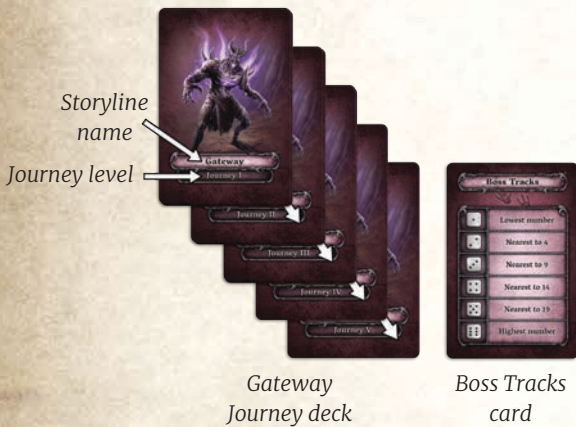 Storyline
name
Journey level
Gateway
Journey I
Journey II
Journey III
Journey IV
Journey V
Boss Tracks
Lowest number
Nearest to 4
Nearest to 9
Nearest to 14
Nearest to 19
Highest number
Gateway
Journey deck
Boss Tracks
card